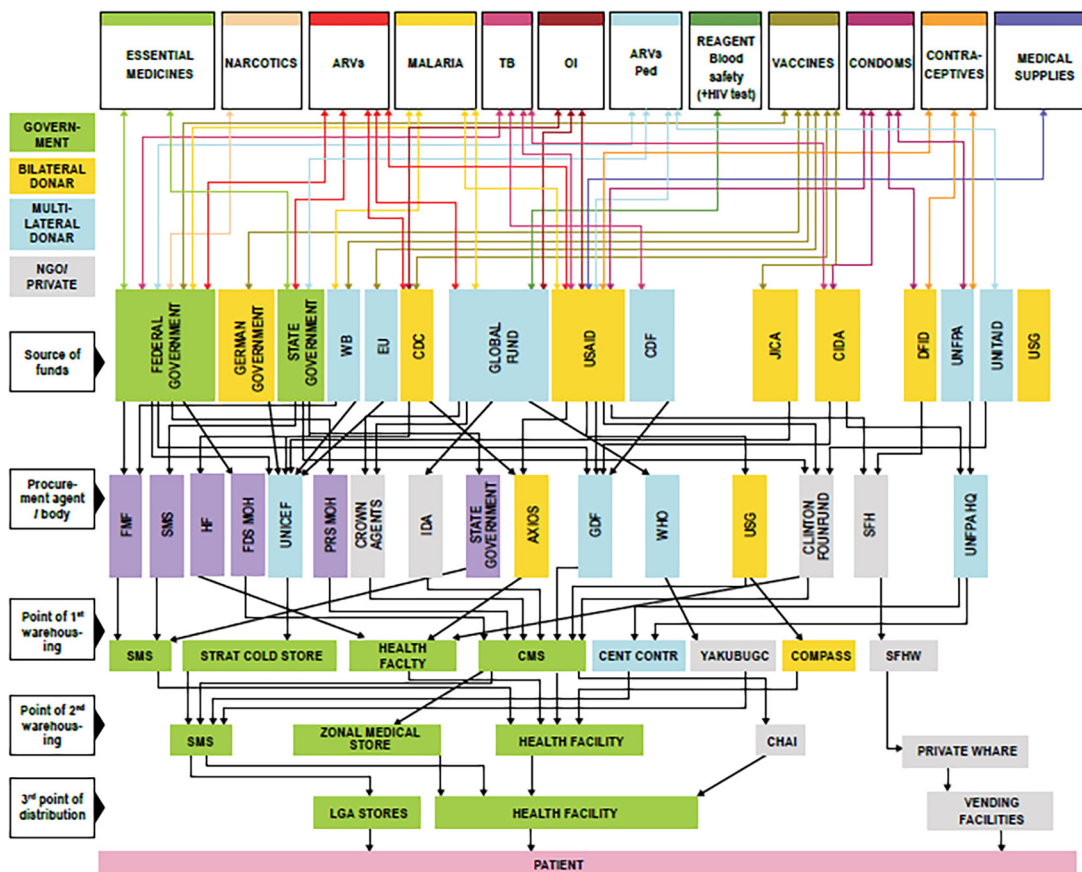 ESSENTIAL
MEDICINES
NARCOTICS
ARVs
MALARIA
TB
OI
ARVs
Ped
REAGENT
Blood
safety
(+HIV test)
VACCINES
CONDOMS
CONTRA-
CEPTIVES
MEDICAL
SUPPLIES
GOVERN-
MENT
BILATERAL
DONAR
MULTI-
LATERAL
DONAR
NGO/
PRIVATE
Source of
funds
FEDERAL
GOVERNMENT
GERMAN
GOVERNMENT
STATE
GOVERNMENT
WB
EU
CDC
GLOBAL
FUND
USAID
CDF
JICA
CIDA
DFID
UNFPA
UNITAID
USG
Procure-
ment agent
/ body
FMF
SMS
HF
FDS MOH
UNICEF
PRS MOH
CROWN
AGENTS
IDA
STATE
GOVERNMENT
AXIOS
GDF
WHO
USG
CLINTON
FOUNFUND
SFH
UNFPA HQ
Point of 1st
warehous-
ing
SMS
STRAT COLD STORE
HEALTH
FACLTY
CMS
CENT CONTR
YAKUBUGC
COMPASS
SFHW
Point of 2nd
warehous-
ing
SMS
ZONAL MEDICAL
STORE
HEALTH FACILITY
CHAI
PRIVATE WHARE
3rd point of
distribution
LGA STORES
HEALTH FACILITY
VENDING
FACILITIES
PATIENT